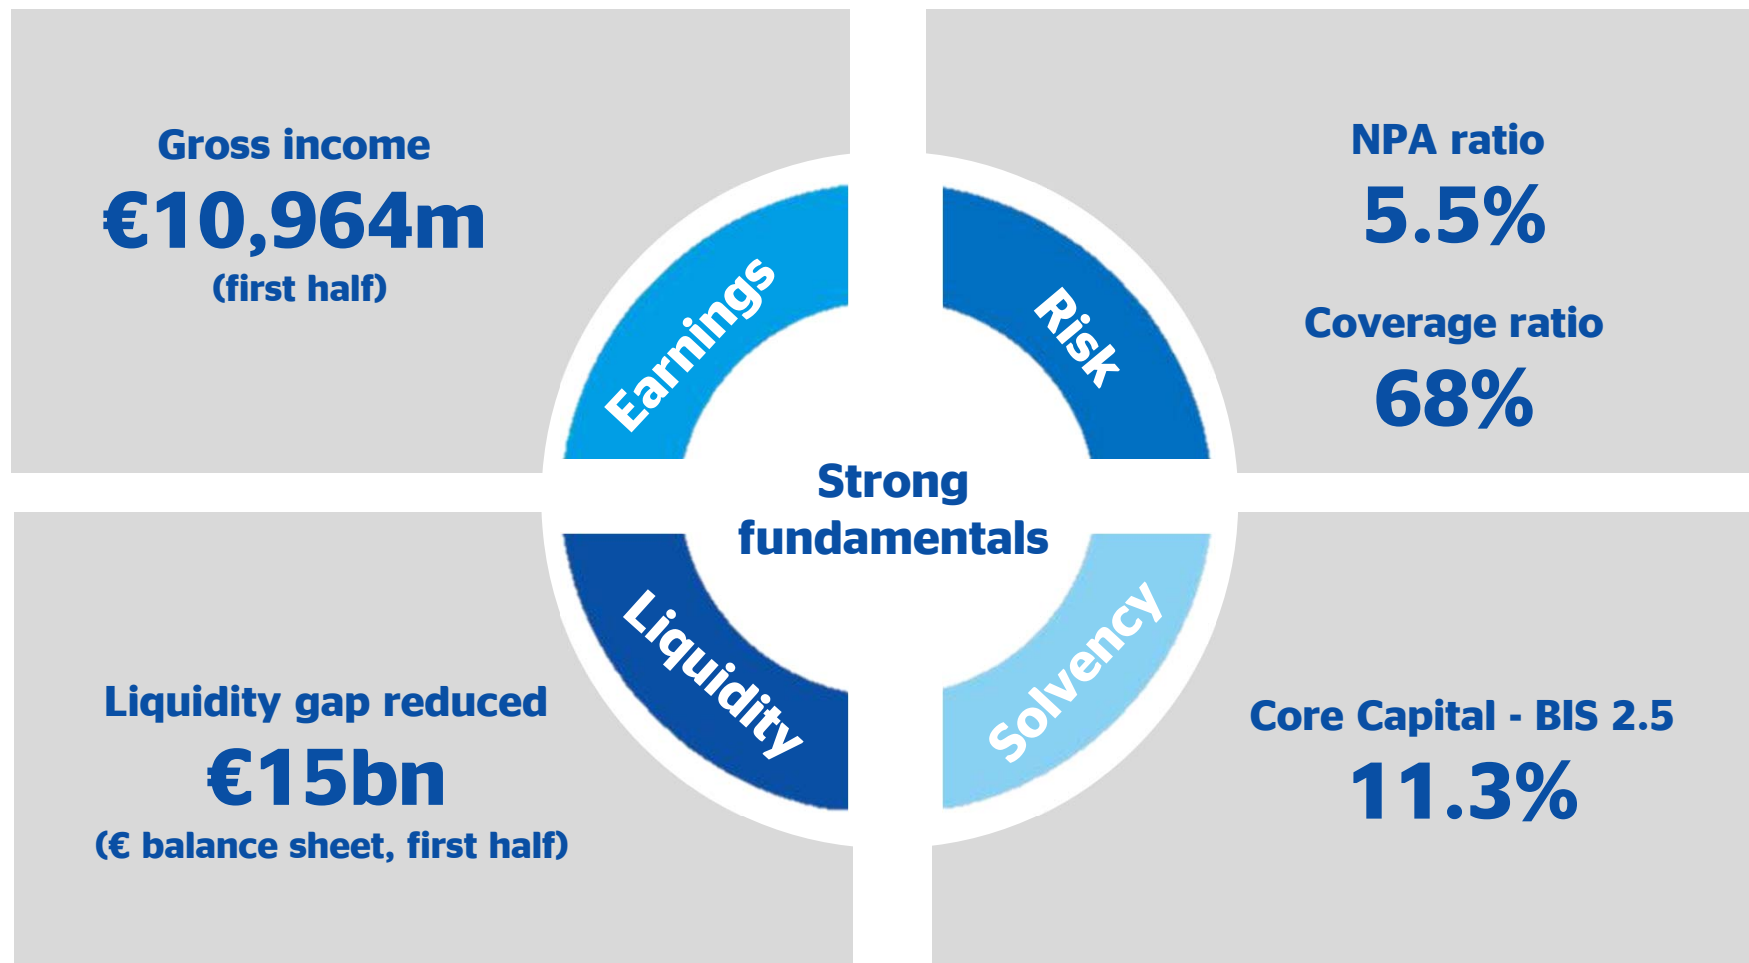 Gross income
€10,964m
(first half)
Earnings
NPA ratio
5.5%
Coverage ratio
68%
Risk
Strong
fundamentals
Liquidity gap reduced
€15bn
(€ balance sheet, first half)
Liquidity
Core Capital - BIS 2.5
11.3%
Solvency